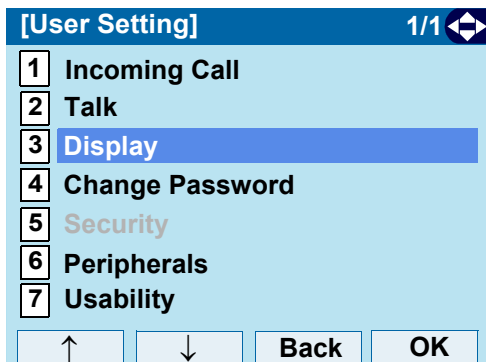 [User Setting] 1/1
1 Incoming Call
2 Talk
3 Display
4 Change Password
5 Security
6 Peripherals
7 Usability
↑ ↓ Back OK